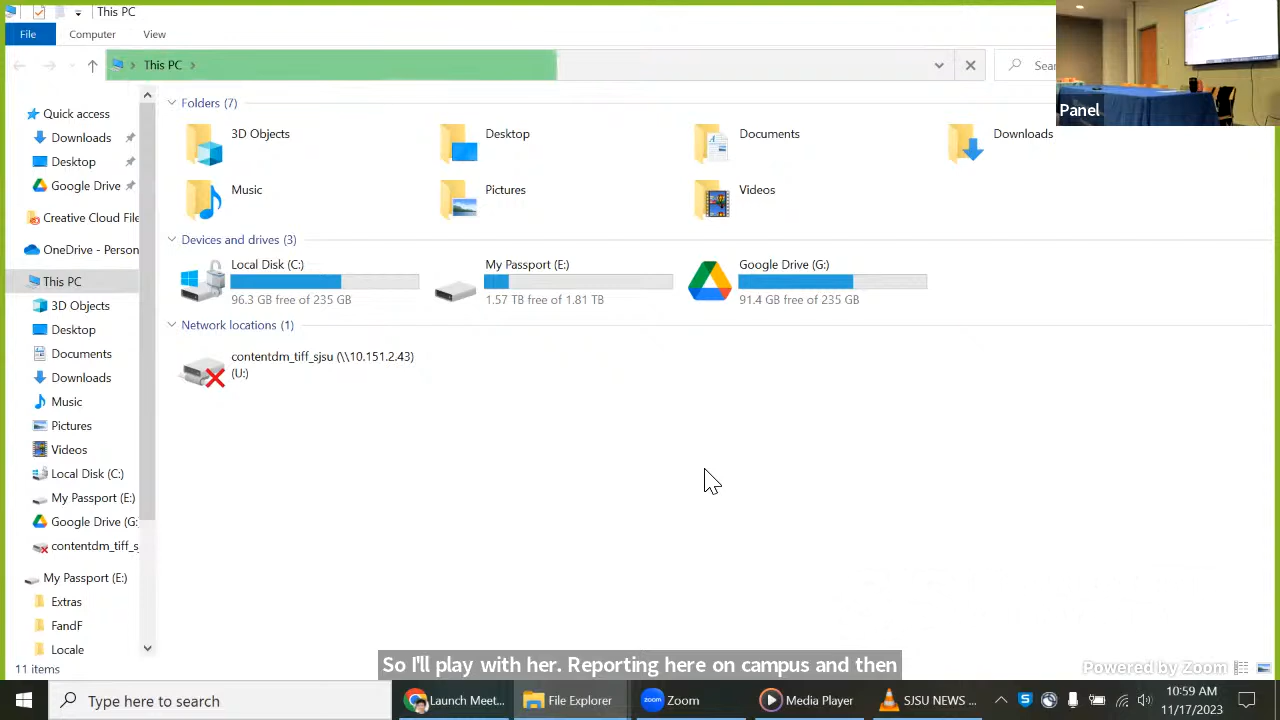 This PC
File
Computer
View
This PC
Sear
Panel
Quick access
Downloads
Desktop
Google Drive
Creative Cloud File
OneDrive - Person
This PC
3D Objects
Desktop
Documents
Downloads
Music
Pictures
Videos
Local Disk (C:)
My Passport (E:)
Google Drive (G:
contentdm_tiff_s
My Passport (E:)
Extras
FandF
Locale
Folders (7)
3D Objects
Desktop
Documents
Downloads
Music
Pictures
Videos
Devices and drives (3)
Local Disk (C:)
96.3 GB free of 235 GB
My Passport (E:)
1.57 TB free of 1.81 TB
Google Drive (G:)
91.4 GB free of 235 GB
Network locations (1)
contentdm_tiff_sjsu (\\10.151.2.43)
(U:)
So I'll play with her. Reporting here on campus and then
11 items
Powered by Zoom
Type here to search
Launch Meet...
File Explorer
zoom
Zoom
Media Player
SJSU NEWS ...
10:59 AM
11/17/2023